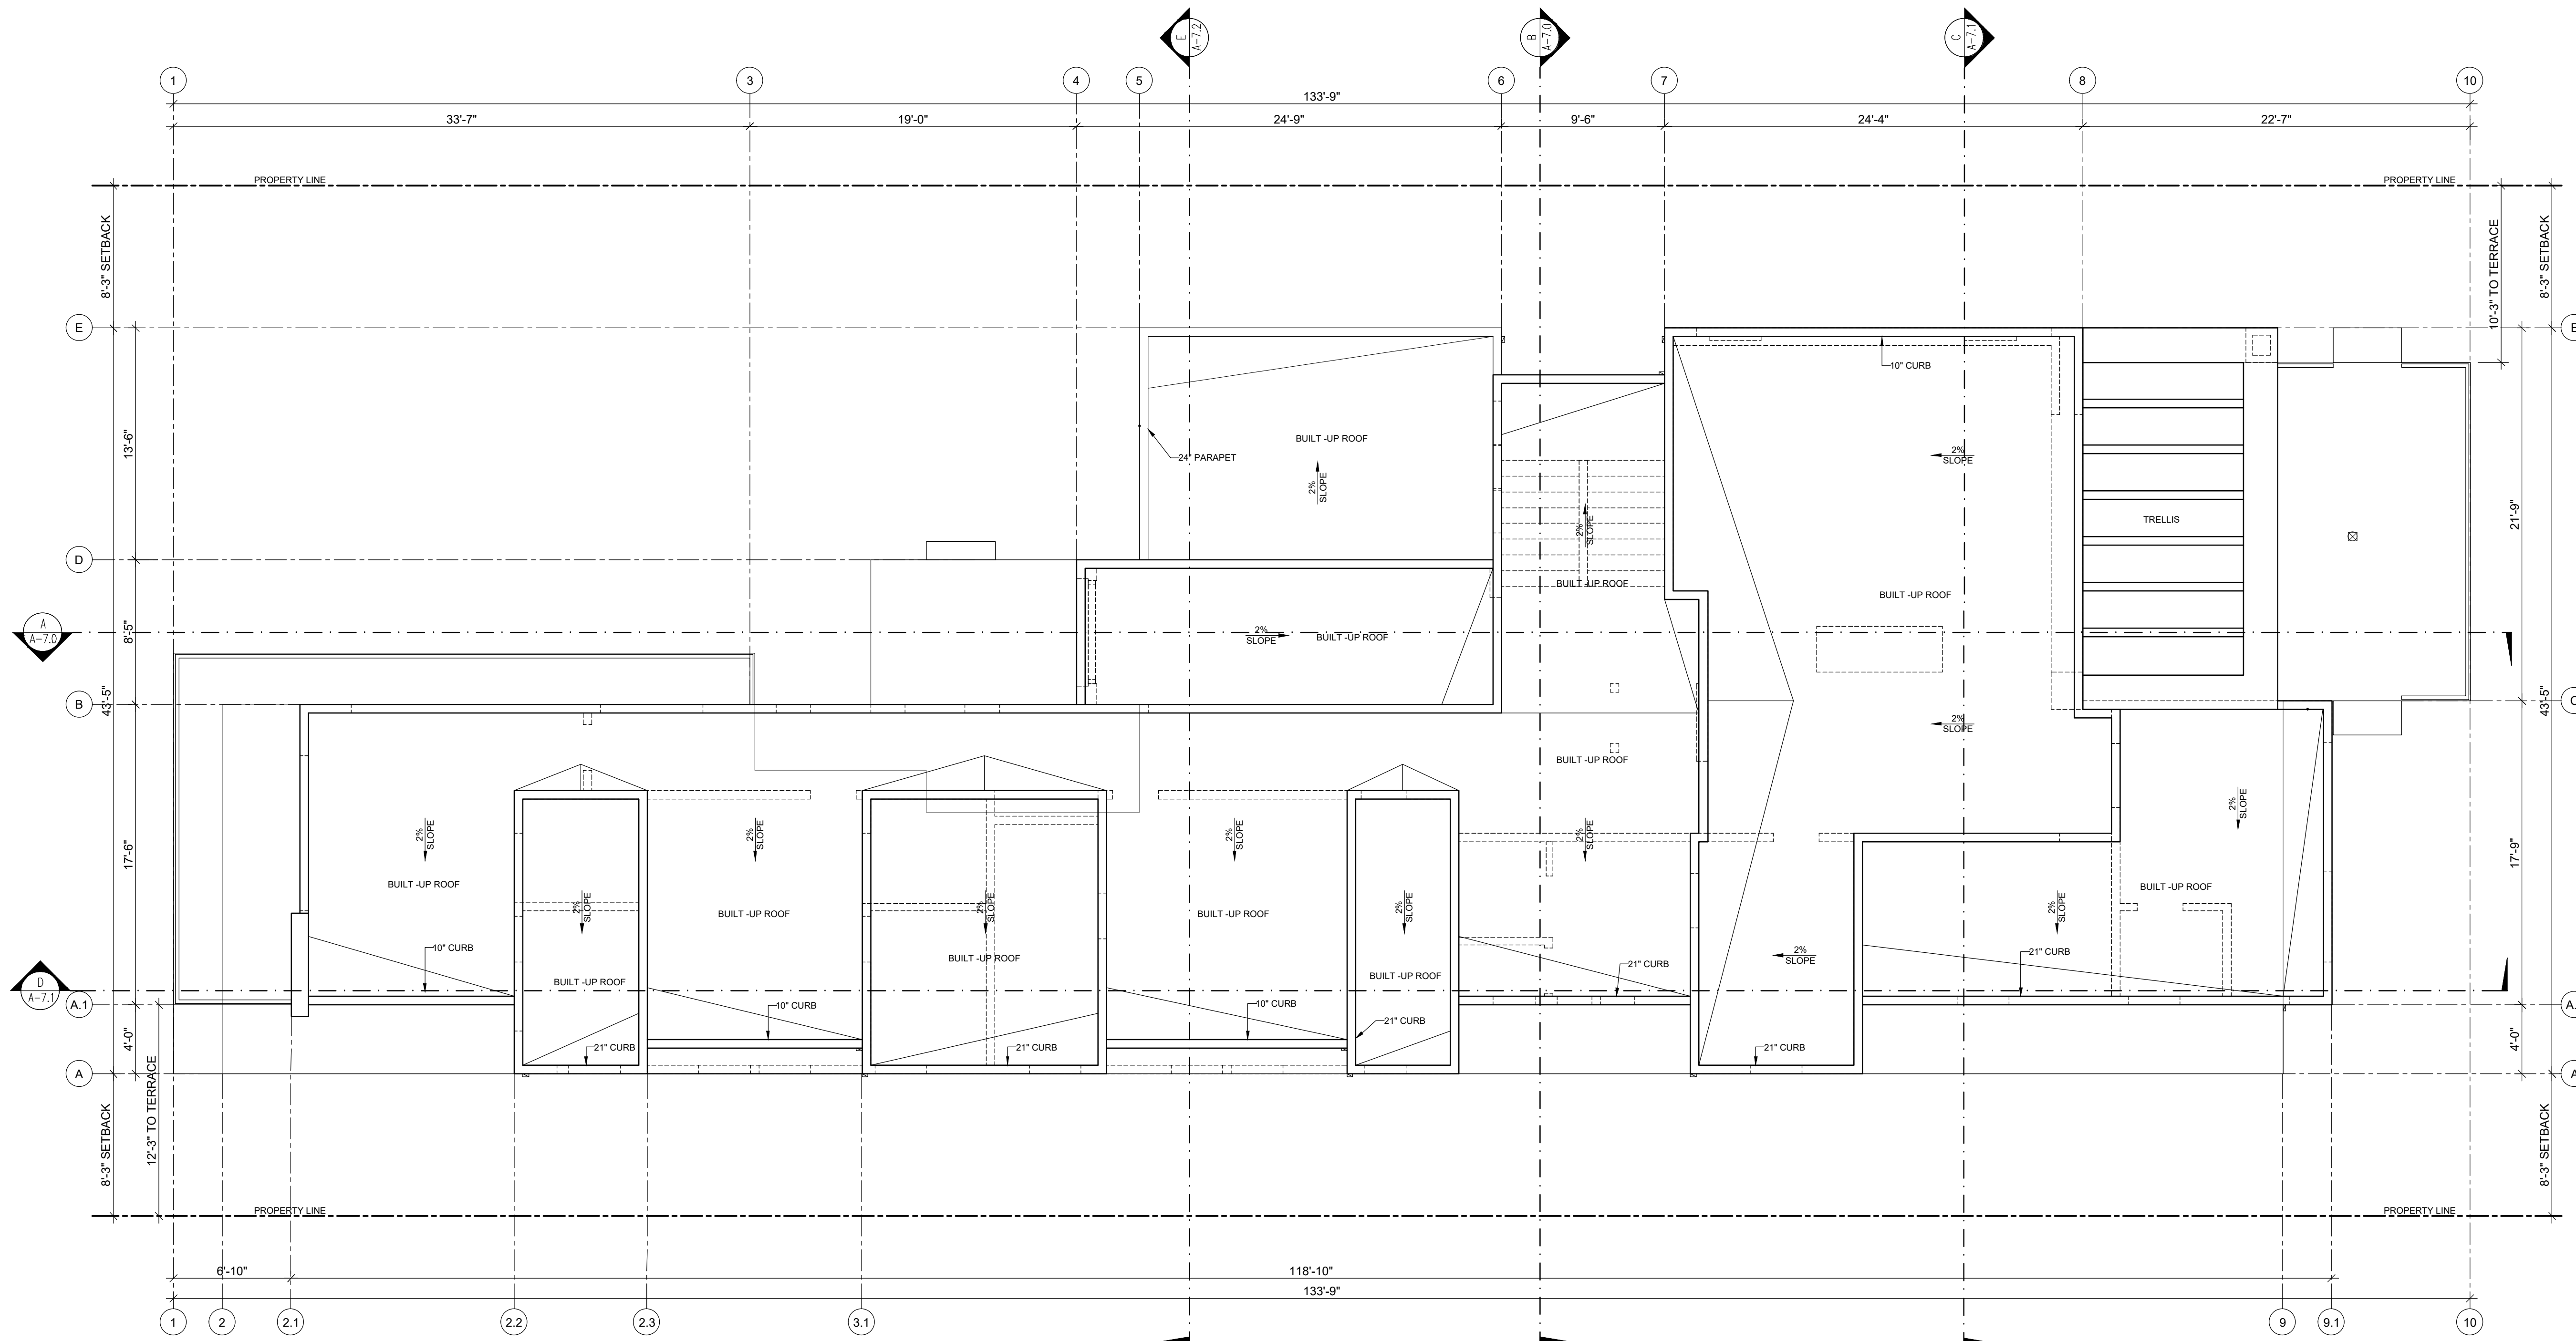 E
A-7.2
B
A-7.0
C
A-7.1
1
3
4
5
6
7
8
10
133'-9"
33'-7"
19'-0"
24'-9"
9'-6"
24'-4"
22'-7"
PROPERTY LINE
PROPERTY LINE
8'-3" SETBACK
10'-3" TO TERRACE
8'-3" SETBACK
E
E
10" CURB
13'-6"
BUILT -UP ROOF
24" PARAPET
2%
SLOPE
2%
SLOPE
2%
SLOPE
TRELLIS
21'-9"
D
BUILT -UP ROOF
BUILT -UP ROOF
A
A-7.0
8'-5"
2%
SLOPE
BUILT -UP ROOF
43'-5"
43'-5"
B
C
2%
SLOPE
BUILT -UP ROOF
2%
SLOPE
2%
SLOPE
2%
SLOPE
2%
SLOPE
2%
SLOPE
17'-6"
17'-9"
BUILT -UP ROOF
BUILT -UP ROOF
2%
SLOPE
2%
SLOPE
2%
SLOPE
2%
SLOPE
BUILT -UP ROOF
BUILT -UP ROOF
10" CURB
BUILT -UP ROOF
2%
SLOPE
21" CURB
21" CURB
BUILT -UP ROOF
BUILT -UP ROOF
D
A-7.1
A.1
A.
10" CURB
10" CURB
21" CURB
4'-0"
4'-0"
21" CURB
21" CURB
21" CURB
A
A
8'-3" SETBACK
12'-3" TO TERRACE
8'-3" SETBACK
PROPERTY LINE
PROPERTY LINE
6'-10"
118'-10"
133'-9"
1
2
2.1
2.2
2.3
3.1
9
9.1
10